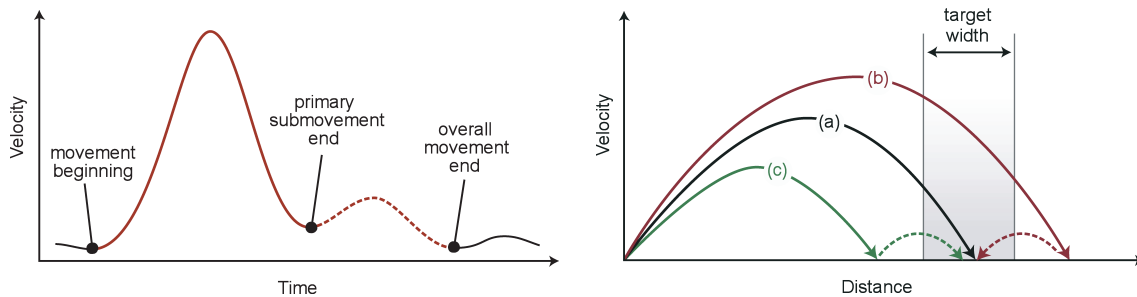 Velocity
movement
beginning
primary
submovement
end
overall
movement
end
Time
Velocity
target
width
(b)
(a)
(c)
Distance